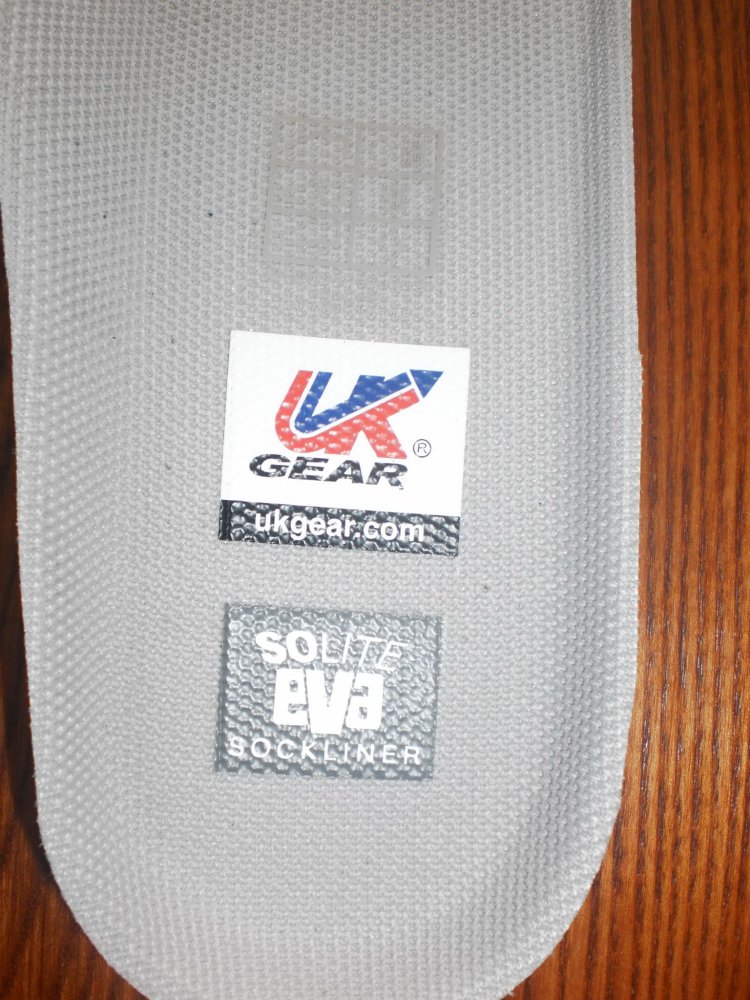 UK
GEAR ®
ukgear.com
SOLITE
eva
SOCKLINER